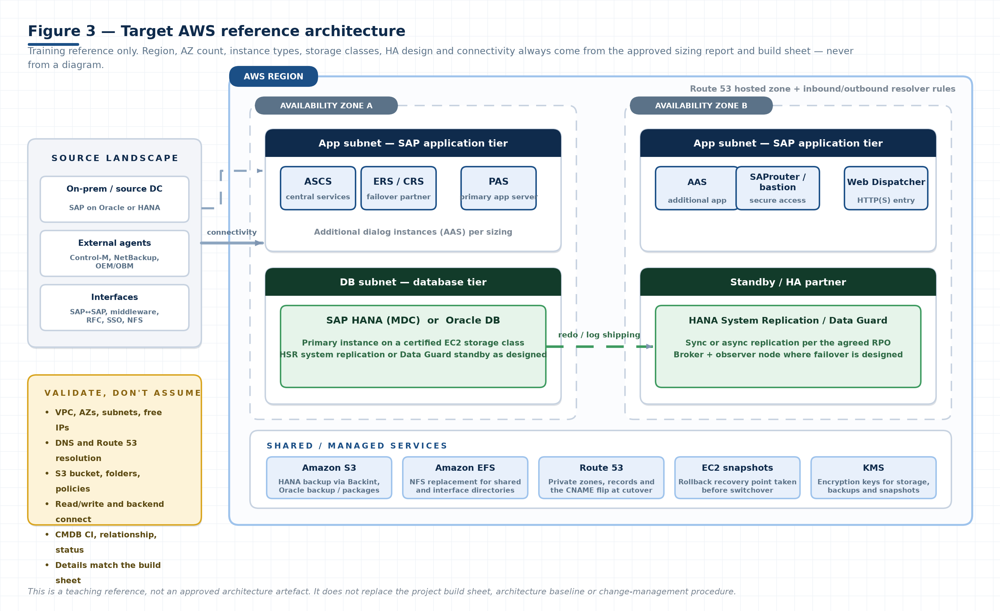 Figure 3 — Target AWS reference architecture
Training reference only. Region, AZ count, instance types, storage classes, HA design and connectivity always come from the approved sizing report and build sheet — never
from a diagram.
AWS REGION
Route 53 hosted zone + inbound/outbound resolver rules
AVAILABILITY ZONE A
AVAILABILITY ZONE B
SOURCE LANDSCAPE
On-prem / source DC
SAP on Oracle or HANA
External agents
Control-M, NetBackup,
OEM/OBM
Interfaces
SAP↔SAP, middleware,
RFC, SSO, NFS
connectivity
App subnet — SAP application tier
ASCS
central services
ERS / CRS
failover partner
PAS
primary app server
Additional dialog instances (AAS) per sizing
App subnet — SAP application tier
AAS
additional app
SAProuter /
bastion
secure access
Web Dispatcher
HTTP(S) entry
DB subnet — database tier
SAP HANA (MDC)  or  Oracle DB
Primary instance on a certified EC2 storage class
HSR system replication or Data Guard standby as designed
redo / log shipping
Standby / HA partner
HANA System Replication / Data Guard
Sync or async replication per the agreed RPO
Broker + observer node where failover is designed
VALIDATE, DON'T ASSUME
• VPC, AZs, subnets, free
IPs
• DNS and Route 53
resolution
• S3 bucket, folders,
policies
• Read/write and backend
connect
• CMDB CI, relationship,
status
• Details match the build
sheet
SHARED / MANAGED SERVICES
Amazon S3
HANA backup via Backint,
Oracle backup / packages
Amazon EFS
NFS replacement for shared
and interface directories
Route 53
Private zones, records and
the CNAME flip at cutover
EC2 snapshots
Rollback recovery point taken
before switchover
KMS
Encryption keys for storage,
backups and snapshots
This is a teaching reference, not an approved architecture artefact. It does not replace the project build sheet, architecture baseline or change-management procedure.